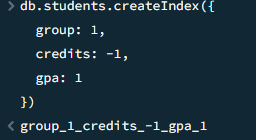 > db.students.createIndex({
group: 1,
credits: -1,
gpa: 1
})
< group_1_credits_-1_gpa_1